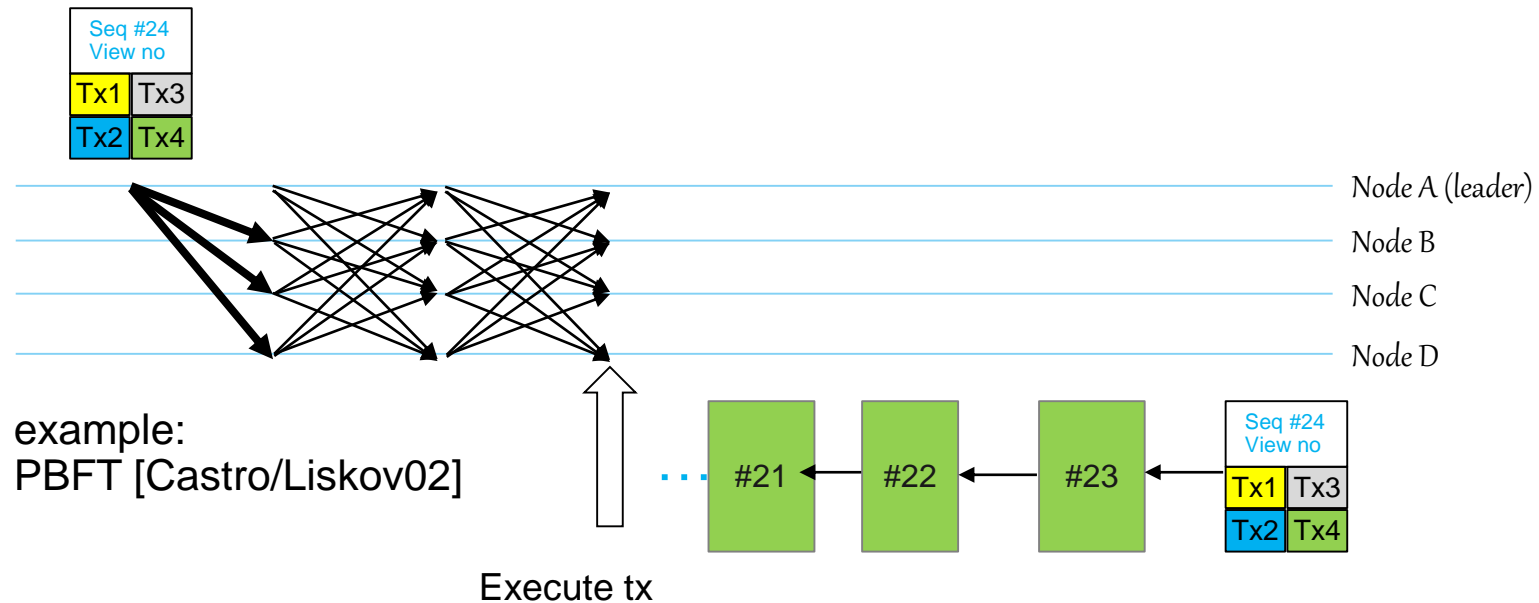 Seq #24
View no
Tx1 Tx3
Tx2 Tx4
Node A (leader)
Node B
Node C
Node D
example:
PBFT [Castro/Liskov02]
Execute tx
... #21 #22 #23
Seq #24
View no
Tx1 Tx3
Tx2 Tx4